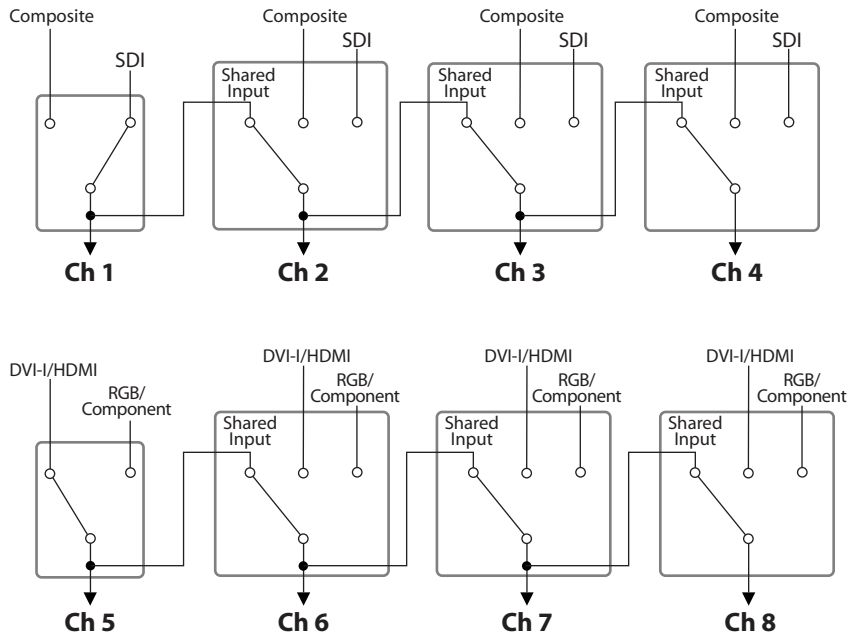 Composite
SDI
Composite
SDI
Shared
Input
Composite
SDI
Shared
Input
Composite
SDI
Shared
Input
Ch 1
Ch 2
Ch 3
Ch 4
DVI-I/HDMI
RGB/
Component
DVI-I/HDMI
RGB/
Component
Shared
Input
DVI-I/HDMI
RGB/
Component
Shared
Input
DVI-I/HDMI
RGB/
Component
Shared
Input
Ch 5
Ch 6
Ch 7
Ch 8